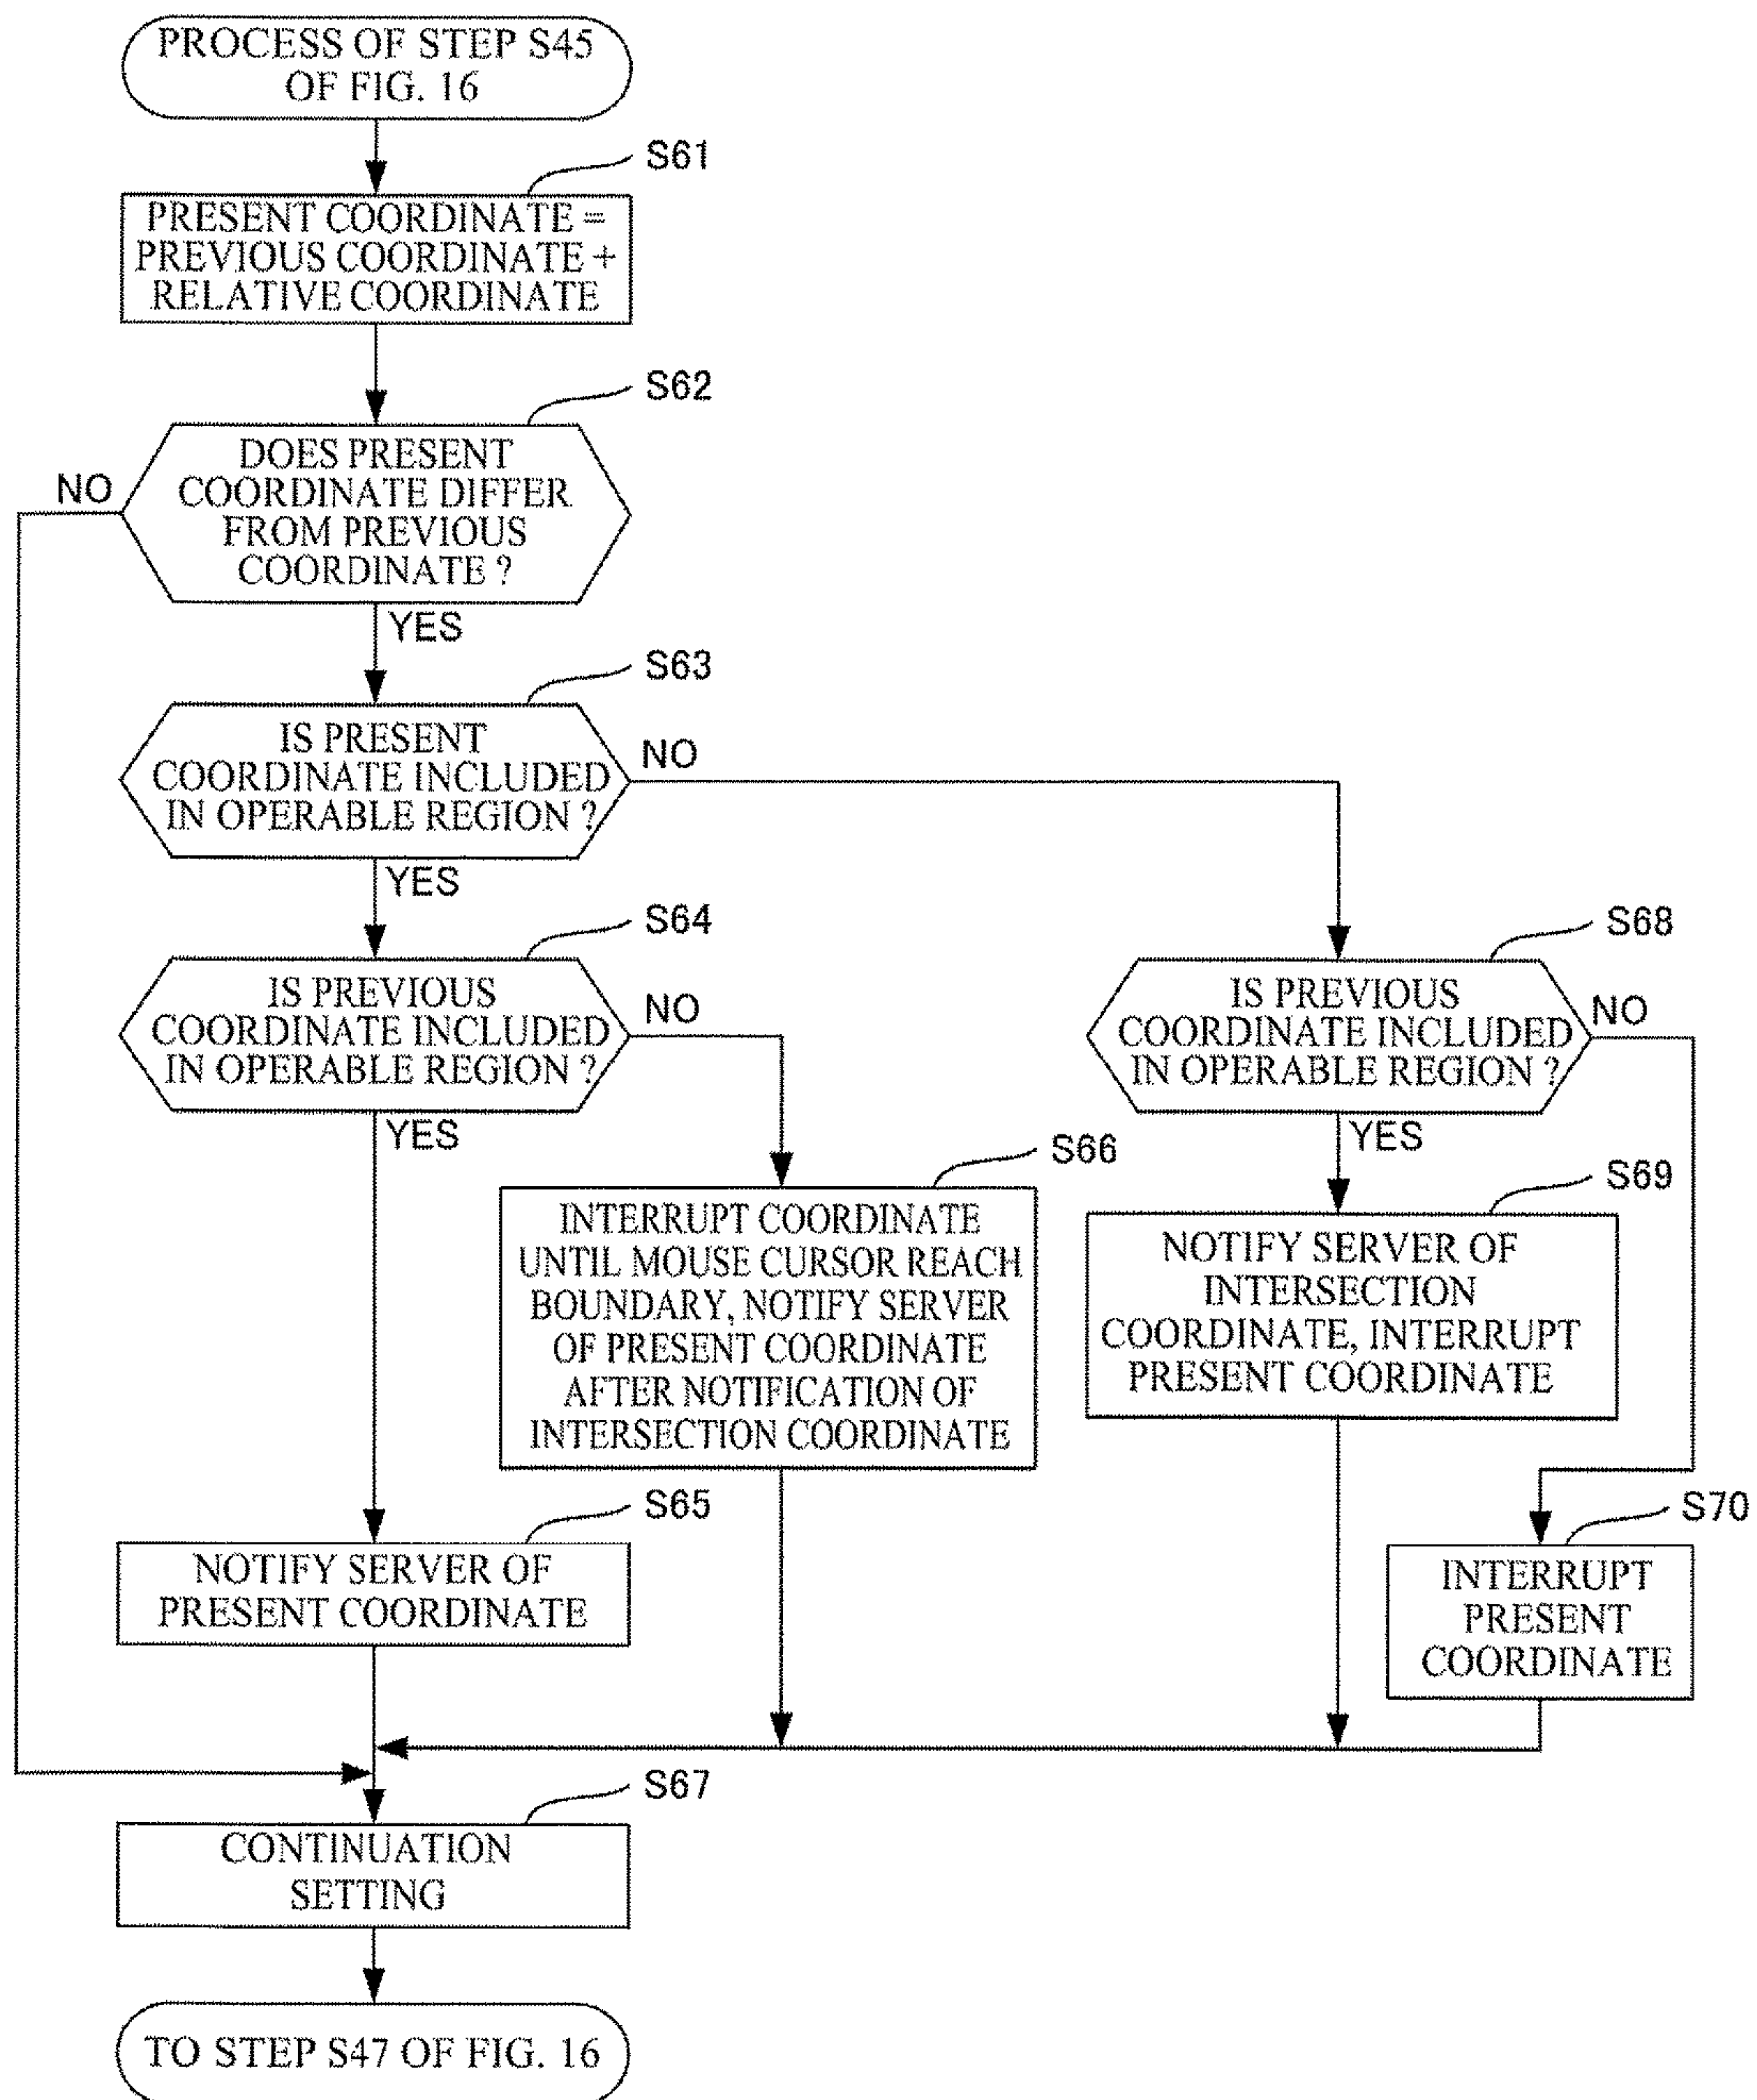 PROCESS OF STEP S45
OF FIG. 16
S61
PRESENT COORDINATE =
PREVIOUS COORDINATE +
RELATIVE COORDINATE
S62
DOES PRESENT
COORDINATE DIFFER
FROM PREVIOUS
COORDINATE ?
NO
YES
S63
IS PRESENT
COORDINATE INCLUDED
IN OPERABLE REGION ?
NO
YES
S64
IS PREVIOUS
COORDINATE INCLUDED
IN OPERABLE REGION ?
NO
YES
S68
IS PREVIOUS
COORDINATE INCLUDED
IN OPERABLE REGION ?
NO
YES
S66
INTERRUPT COORDINATE
UNTIL MOUSE CURSOR REACH
BOUNDARY, NOTIFY SERVER
OF PRESENT COORDINATE
AFTER NOTIFICATION OF
INTERSECTION COORDINATE
S69
NOTIFY SERVER OF
INTERSECTION
COORDINATE, INTERRUPT
PRESENT COORDINATE
S65
NOTIFY SERVER OF
PRESENT COORDINATE
S70
INTERRUPT
PRESENT
COORDINATE
S67
CONTINUATION
SETTING
TO STEP S47 OF FIG. 16